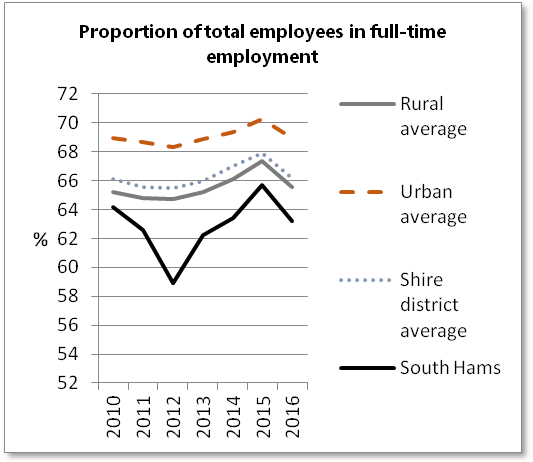 Proportion of total employees in full-time
employment
72
70
68
66
64
62
60
58
56
54
52
%
2010
2011
2012
2013
2014
2015
2016
Rural
average
Urban
average
Shire
district
average
South Hams